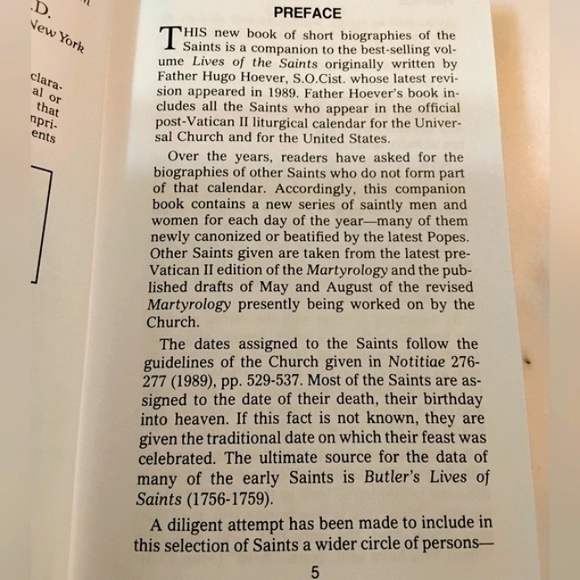 .D.
New York
clara-
al or
that
npri-
ents
PREFACE
THIS new book of short biographies of the
Saints is a companion to the best-selling vol-
ume Lives of the Saints originally written by
Father Hugo Hoever, S.O.Cist. whose latest revi-
sion appeared in 1989. Father Hoever's book in-
cludes all the Saints who appear in the official
post-Vatican II liturgical calendar for the Univer-
sal Church and for the United States.
Over the years, readers have asked for the
biographies of other Saints who do not form part
of that calendar. Accordingly, this companion
book contains a new series of saintly men and
women for each day of the year—many of them
newly canonized or beatified by the latest Popes.
Other Saints given are taken from the latest pre-
Vatican II edition of the Martyrology and the pub-
lished drafts of May and August of the revised
Martyrology presently being worked on by the
Church.
The dates assigned to the Saints follow the
guidelines of the Church given in Notitiae 276-
277 (1989), pp. 529-537. Most of the Saints are as-
signed to the date of their death, their birthday
into heaven. If this fact is not known, they are
given the traditional date on which their feast was
celebrated. The ultimate source for the data of
many of the early Saints is Butler's Lives of
Saints (1756-1759).
A diligent attempt has been made to include in
this selection of Saints a wider circle of persons—
5